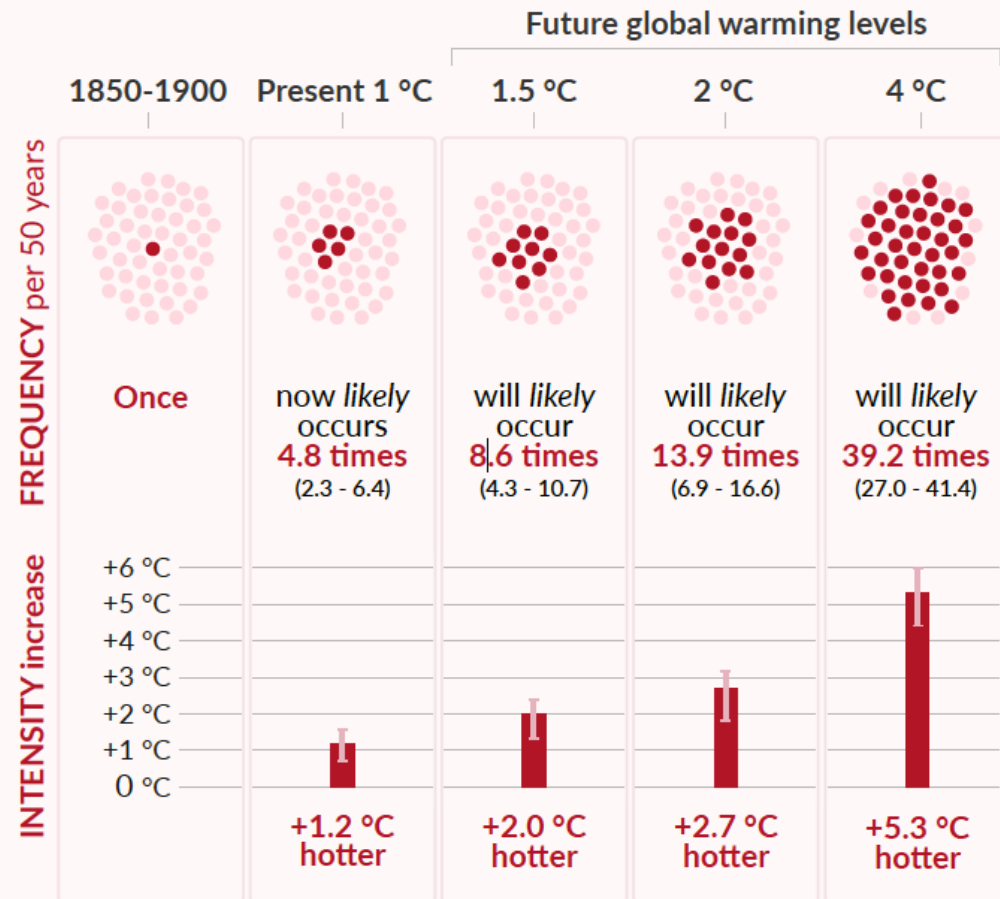 Future global warming levels
1850-1900
Present 1 °C
1.5 °C
2 °C
4 °C
FREQUENCY per 50 years
Once
now likely
occurs
4.8 times
(2.3 - 6.4)
will likely
occur
8.6 times
(4.3 - 10.7)
will likely
occur
13.9 times
(6.9 - 16.6)
will likely
occur
39.2 times
(27.0 - 41.4)
INTENSITY increase
+6 °C
+5 °C
+4 °C
+3 °C
+2 °C
+1 °C
0 °C
+1.2 °C
hotter
+2.0 °C
hotter
+2.7 °C
hotter
+5.3 °C
hotter